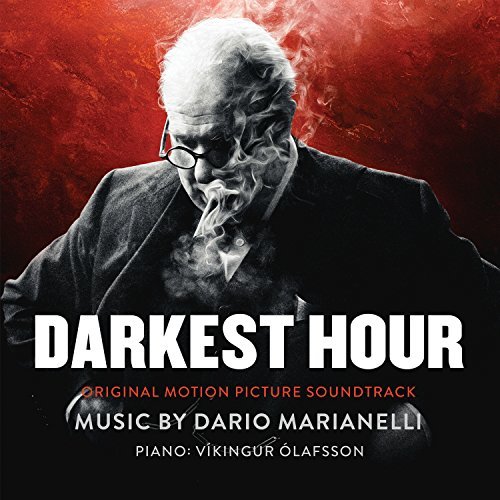 DARKEST HOUR
ORIGINAL MOTION PICTURE SOUNDTRACK
MUSIC BY DARIO MARIANELLI
PIANO: VÍKINGUR ÓLAFSSON